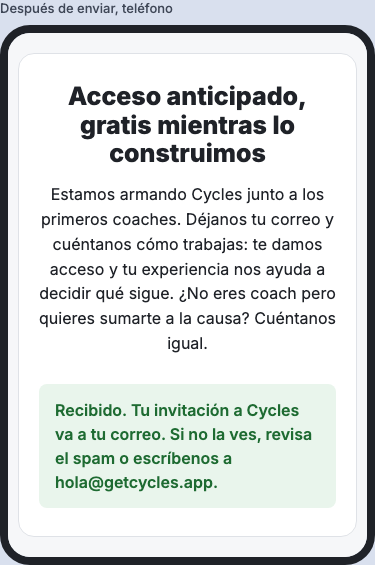 Después de enviar, teléfono
Acceso anticipado,
gratis mientras lo
construimos
Estamos armando Cycles junto a los
primeros coaches. Déjanos tu correo y
cuéntanos cómo trabajas: te damos
acceso y tu experiencia nos ayuda a
decidir qué sigue. ¿No eres coach pero
quieres sumarte a la causa? Cuéntanos
igual.
Recibido. Tu invitación a Cycles
va a tu correo. Si no la ves, revisa
el spam o escríbenos a
hola@getcycles.app.